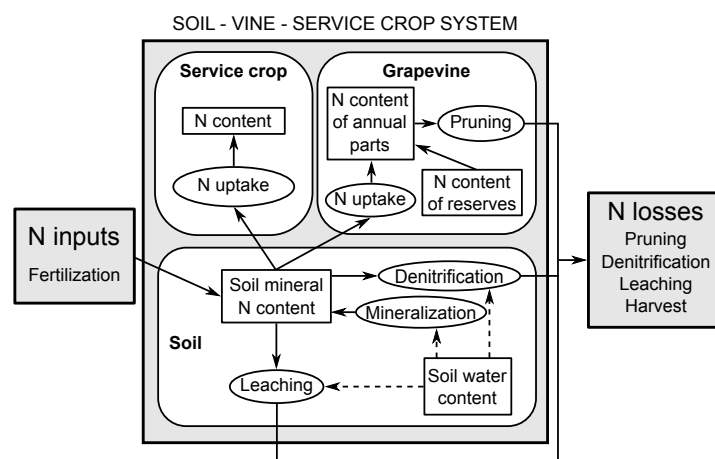 SOIL - VINE - SERVICE CROP SYSTEM
Service crop
N content
N uptake
Grapevine
N content
of annual
parts
Pruning
N uptake
N content
of reserves
N inputs
Fertilization
Soil mineral
N content
Denitrification
Mineralization
Soil
Leaching
Soil water
content
N losses
Pruning
Denitrification
Leaching
Harvest